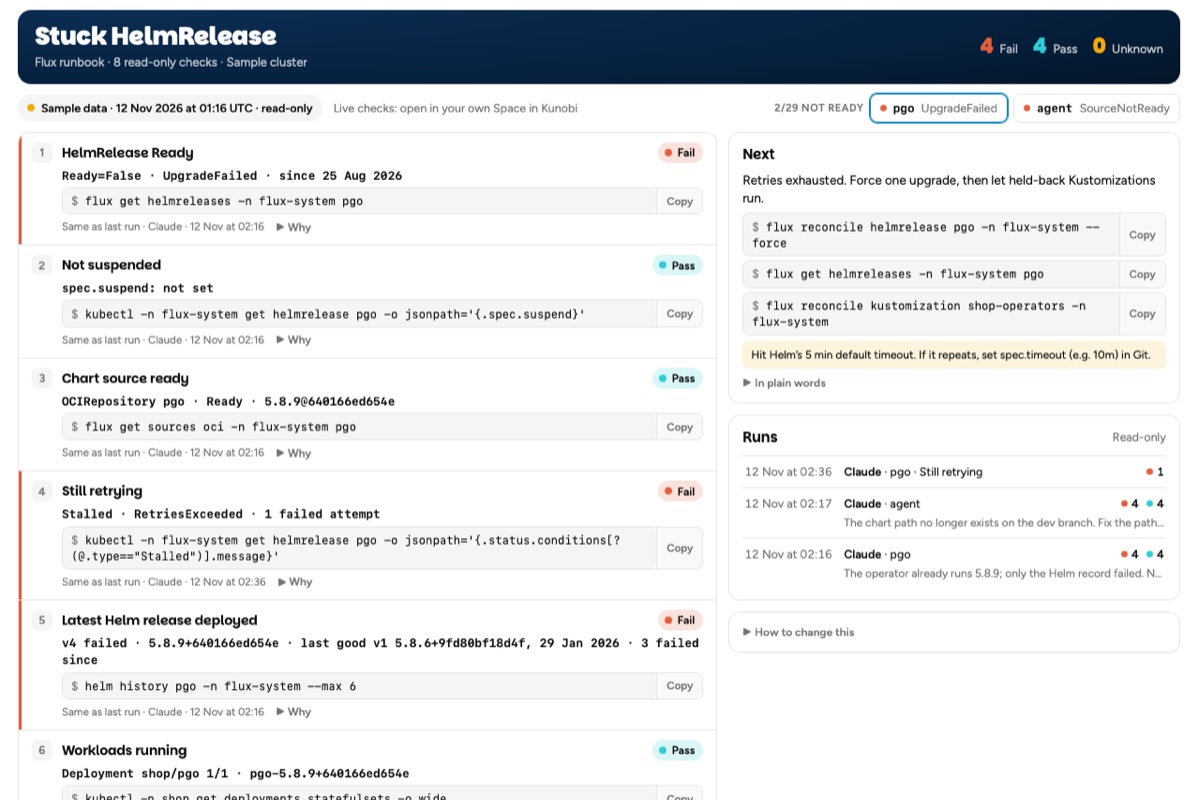 Stuck HelmRelease
Flux runbook · 8 read-only checks · Sample cluster
4 Fail 4 Pass 0 Unknown
Sample data · 12 Nov 2026 at 01:16 UTC · read-only
Live checks: open in your own Space in Kunobi
2/29 NOT READY
pgo UpgradeFailed
agent SourceNotReady
1 HelmRelease Ready Fail
Ready=False · UpgradeFailed · since 25 Aug 2026
$ flux get helmreleases -n flux-system pgo Copy
Same as last run · Claude · 12 Nov at 02:16 ▶ Why
2 Not suspended Pass
spec.suspend: not set
$ kubectl -n flux-system get helmrelease pgo -o jsonpath='{.spec.suspend}' Copy
Same as last run · Claude · 12 Nov at 02:16 ▶ Why
3 Chart source ready Pass
OCIRepository pgo · Ready · 5.8.9@640166ed654e
$ flux get sources oci -n flux-system pgo Copy
Same as last run · Claude · 12 Nov at 02:16 ▶ Why
4 Still retrying Fail
Stalled · RetriesExceeded · 1 failed attempt
$ kubectl -n flux-system get helmrelease pgo -o jsonpath='{.status.conditions[?
(@.type=="Stalled")].message}' Copy
Same as last run · Claude · 12 Nov at 02:36 ▶ Why
5 Latest Helm release deployed Fail
v4 failed · 5.8.9+640166ed654e · last good v1 5.8.6+9fd80bf18d4f, 29 Jan 2026 · 3 failed
since
$ helm history pgo -n flux-system --max 6 Copy
Same as last run · Claude · 12 Nov at 02:16 ▶ Why
6 Workloads running Pass
Deployment shop/pgo 1/1 · pgo-5.8.9+640166ed654e
$ kubectl -n shop get deployments,statefulsets -o wide Copy
Next
Retries exhausted. Force one upgrade, then let held-back Kustomizations
run.
$ flux reconcile helmrelease pgo -n flux-system --
force Copy
$ flux get helmreleases -n flux-system pgo Copy
$ flux reconcile kustomization shop-operators -n
flux-system Copy
Hit Helm's 5 min default timeout. If it repeats, set spec.timeout (e.g. 10m) in Git.
▶ In plain words
Runs Read-only
12 Nov at 02:36 Claude · pgo · Still retrying 1
12 Nov at 02:17 Claude · agent 4 4
The chart path no longer exists on the dev branch. Fix the path...
12 Nov at 02:16 Claude · pgo 4 4
The operator already runs 5.8.9; only the Helm record failed. N...
▶ How to change this